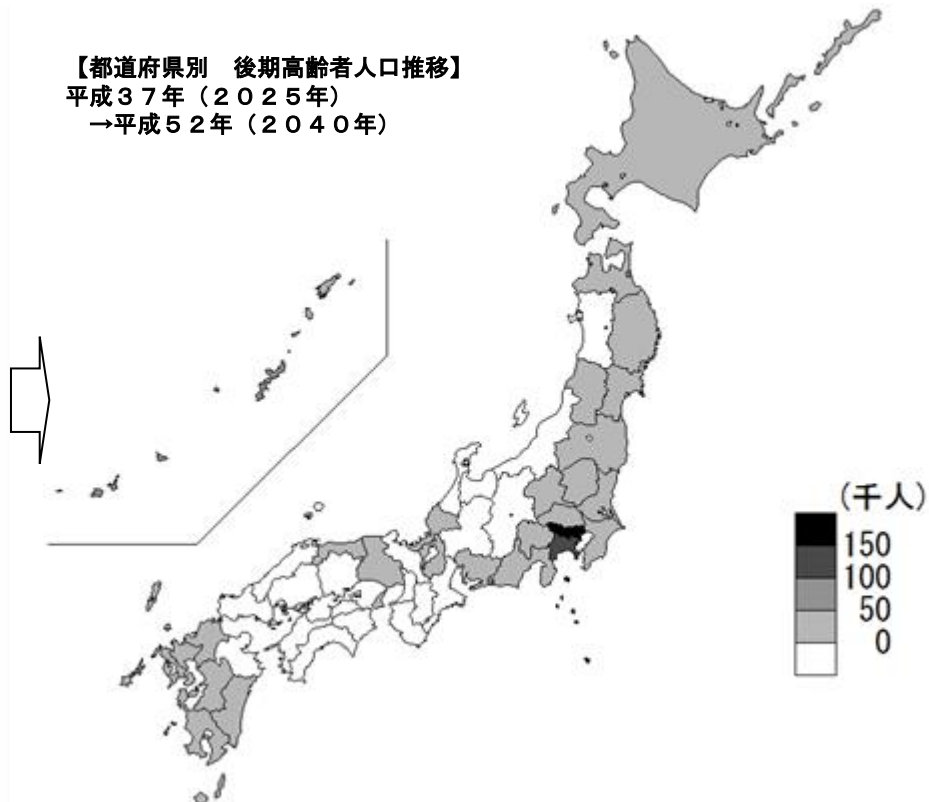 【都道府県別　後期高齢者人口推移】
平成３７年（２０２５年）
→平成５２年（２０４０年）
(千人)
150
100
50
0